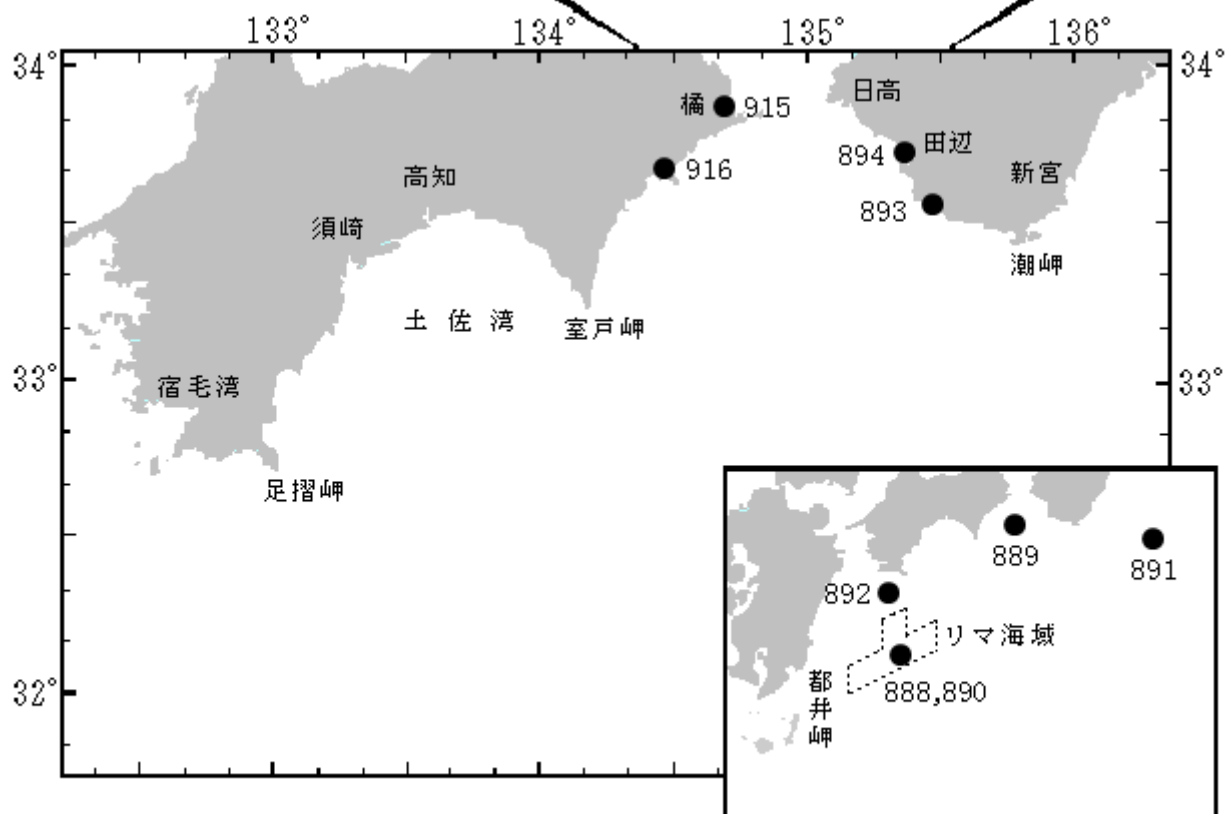 133° 134° 135° 136°
34° 34°
日高
橘 915
894 田辺
916
高知
新宮
893
須崎
潮岬
土佐湾
室戸岬
33° 33°
宿毛湾
足摺岬
889
891
892
リマ海域
32°
888,890
都井岬